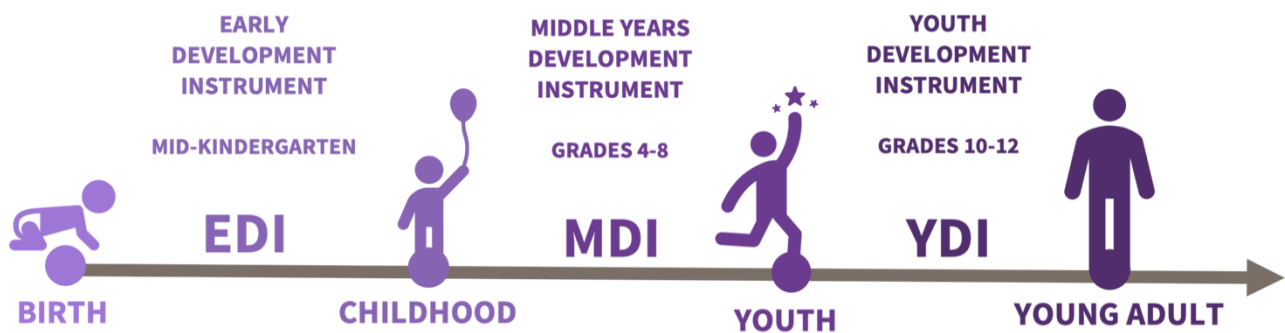 EARLY
DEVELOPMENT
INSTRUMENT
MID-KINDERGARTEN
EDI
MIDDLE YEARS
DEVELOPMENT
INSTRUMENT
GRADES 4-8
MDI
YOUTH
DEVELOPMENT
INSTRUMENT
GRADES 10-12
YDI
BIRTH
CHILDHOOD
YOUTH
YOUNG ADULT